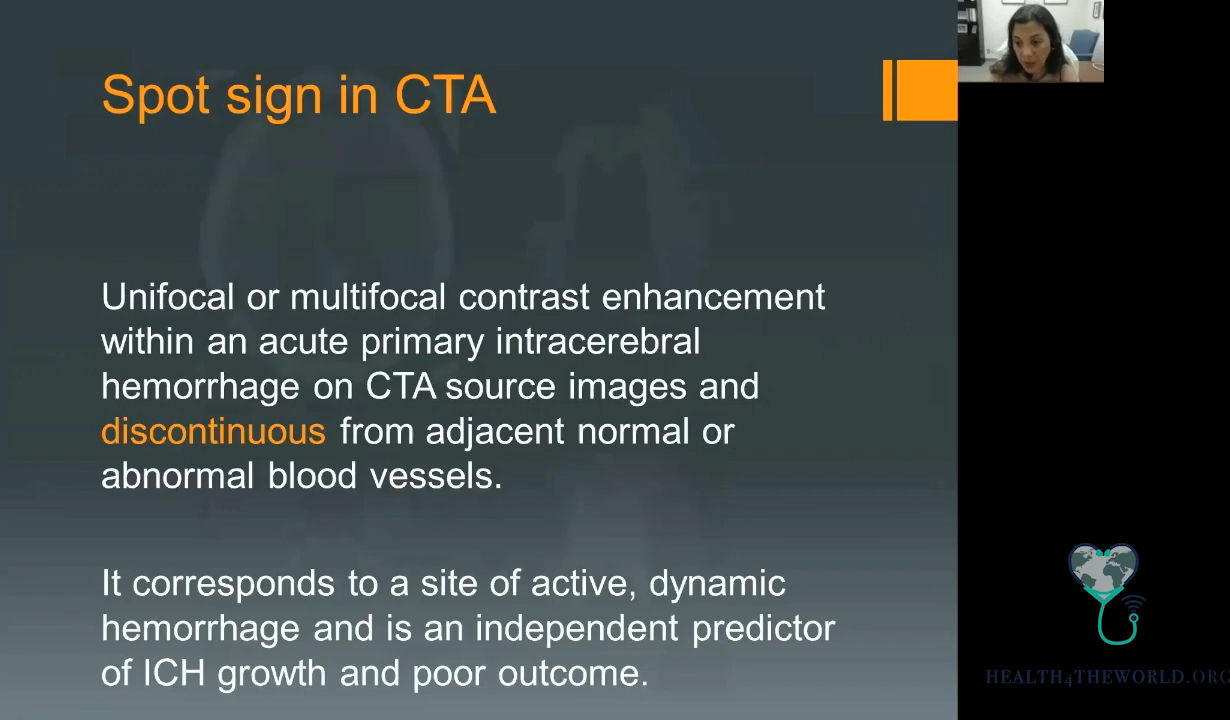 Spot sign in CTA
Unifocal or multifocal contrast enhancement
within an acute primary intracerebral
hemorrhage on CTA source images and
discontinuous from adjacent normal or
abnormal blood vessels.
It corresponds to a site of active, dynamic
hemorrhage and is an independent predictor
of ICH growth and poor outcome.
HEALTH4THEWORLD.ORG